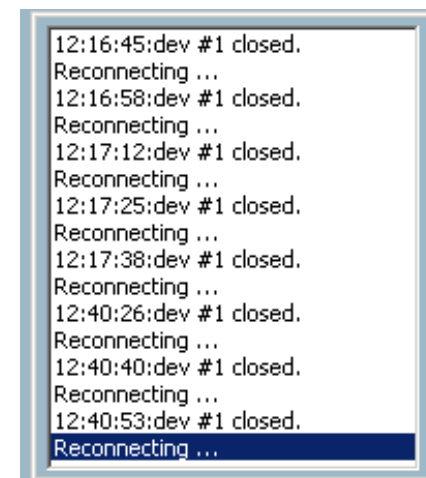 12:16:45:dev #1 closed.
Reconnecting ...
12:16:58:dev #1 closed.
Reconnecting ...
12:17:12:dev #1 closed.
Reconnecting ...
12:17:25:dev #1 closed.
Reconnecting ...
12:17:38:dev #1 closed.
Reconnecting ...
12:40:26:dev #1 closed.
Reconnecting ...
12:40:40:dev #1 closed.
Reconnecting ...
12:40:53:dev #1 closed.
Reconnecting ...